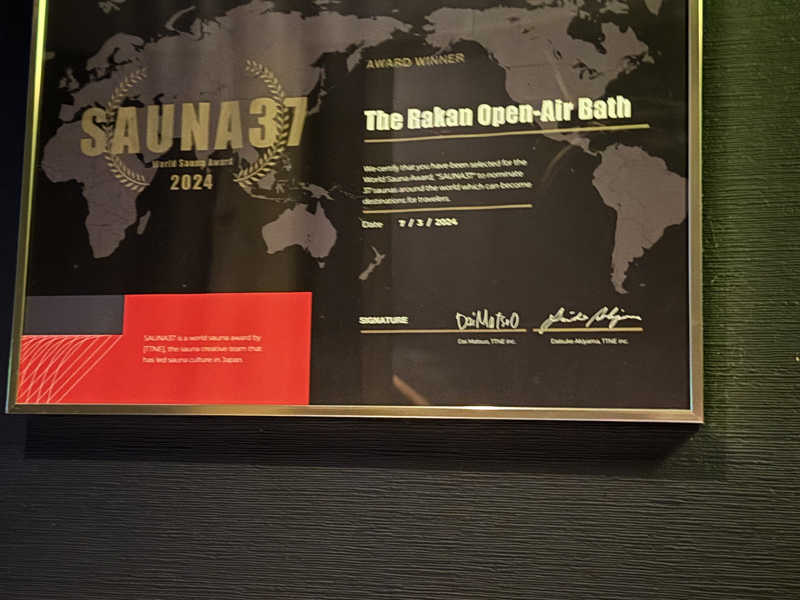 SAUNA37
World Sauna Award
2024
AWARD WINNER
The Rakan Open-Air Bath
We certify that you have been selected for the
World Sauna Award, "SAUNA37" to nominate
37 saunas around the world which can become
destinations for travelers.
Date 7 // 3 // 2024
SIGNATURE
Dai Matsuo
Dai Matsuo, TTNE inc.
Daisuke Akiyama, TTNE inc.
SAUNA37 is a world sauna award by
[TTNE], the sauna creative team that
has led sauna culture in Japan.